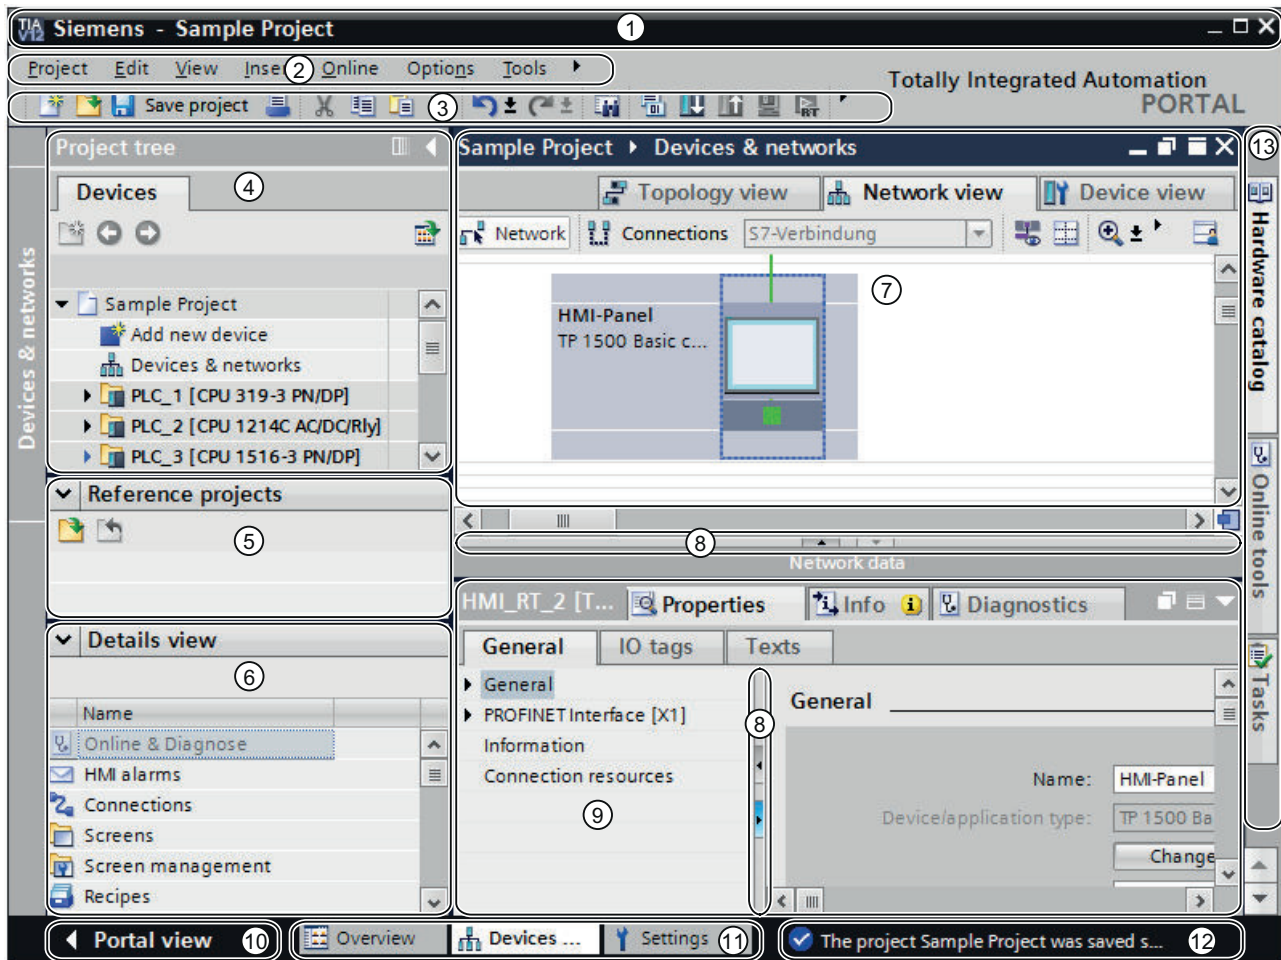 TIA V12 Siemens - Sample Project 1
Project Edit View Inser 2 Online Options Tools
Totally Integrated Automation
PORTAL
Save project 3
Project tree
Devices 4
Sample Project
Add new device
Devices & networks
PLC_1 [CPU 319-3 PN/DP]
PLC_2 [CPU 1214C AC/DC/Rly]
PLC_3 [CPU 1516-3 PN/DP]
Devices & networks
Reference projects
5
Details view
6
Name
Online & Diagnose
HMI alarms
Connections
Screens
Screen management
Recipes
Sample Project Devices & networks
Topology view Network view Device view
Network Connections S7-Verbindung
7
HMI-Panel
TP 1500 Basic c...
8
Network data
HMI_RT_2 [T... Properties Info Diagnostics
General IO tags Texts
General
PROFINET Interface [X1]
Information
Connection resources
9
8
General
Name: HMI-Panel
Device/application type: TP 1500 Ba
Change
13
Hardware catalog
Online tools
Tasks
Portal view 10
Overview Devices ... Settings 11
The project Sample Project was saved s... 12